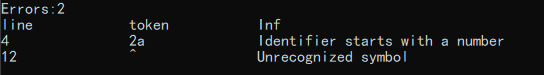 Errors:2
line token Inf
4 2a Identifier starts with a number
12 ^ Unrecognized symbol